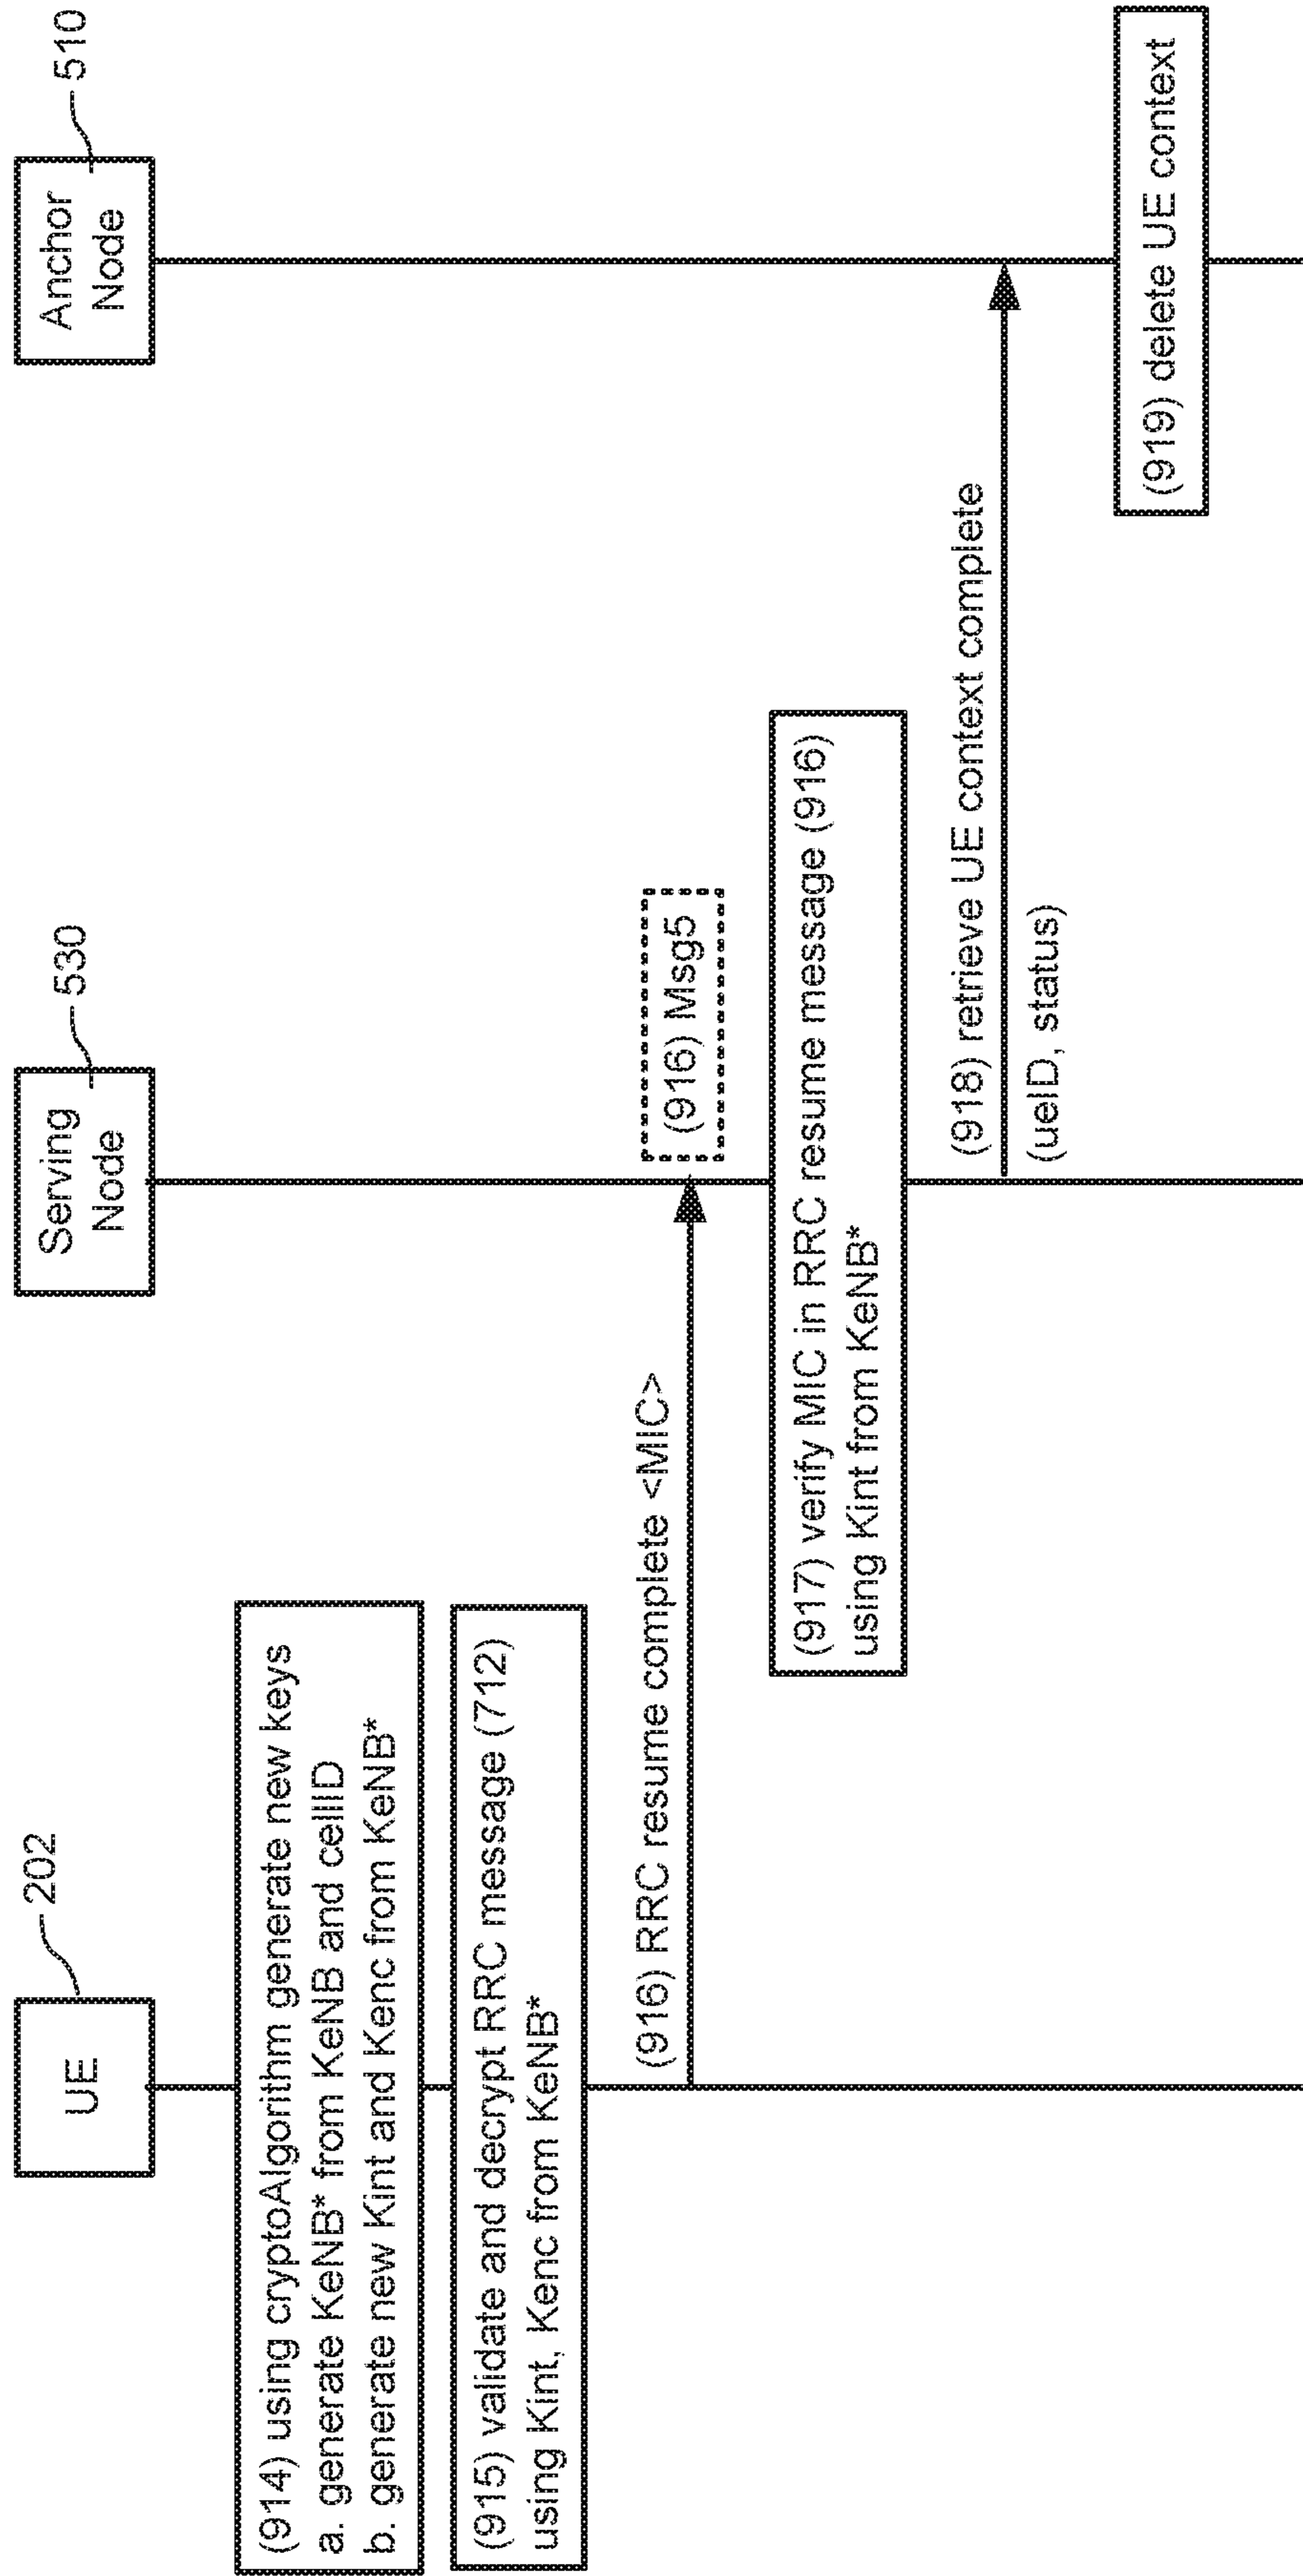 UE
202
Serving
Node
530
Anchor
Node
510
(914) using cryptoAlgorithm generate new keys
a. generate KeNB* from KeNB and cellID
b. generate new Kint and Kenc from KeNB*
(915) validate and decrypt RRC message (712)
using Kint, Kenc from KeNB*
(916) RRC resume complete <MIC>
(916) Msg5
(917) verify MIC in RRC resume message (916)
using Kint from KeNB*
(918) retrieve UE context complete
(ueID, status)
(919) delete UE context